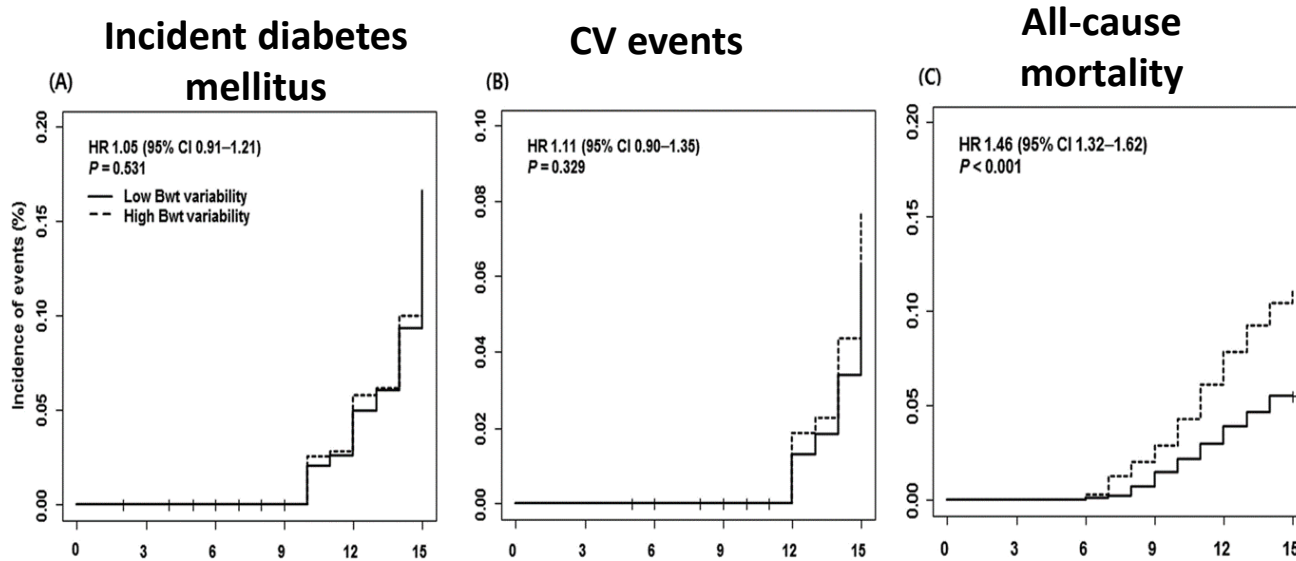 Incident diabetes
mellitus
(A)
0.20
0.15
0.10
0.05
0.00
Incidence of events (%)
HR 1.05 (95% CI 0.91–1.21)
P = 0.531
Low Bwt variability
High Bwt variability
0 3 6 9 12 15
CV events
(B)
0.10
0.08
0.06
0.04
0.02
0.00
HR 1.11 (95% CI 0.90–1.35)
P = 0.329
0 3 6 9 12 15
All-cause
mortality
(C)
0.20
0.15
0.10
0.05
0.00
HR 1.46 (95% CI 1.32–1.62)
P < 0.001
0 3 6 9 12 15